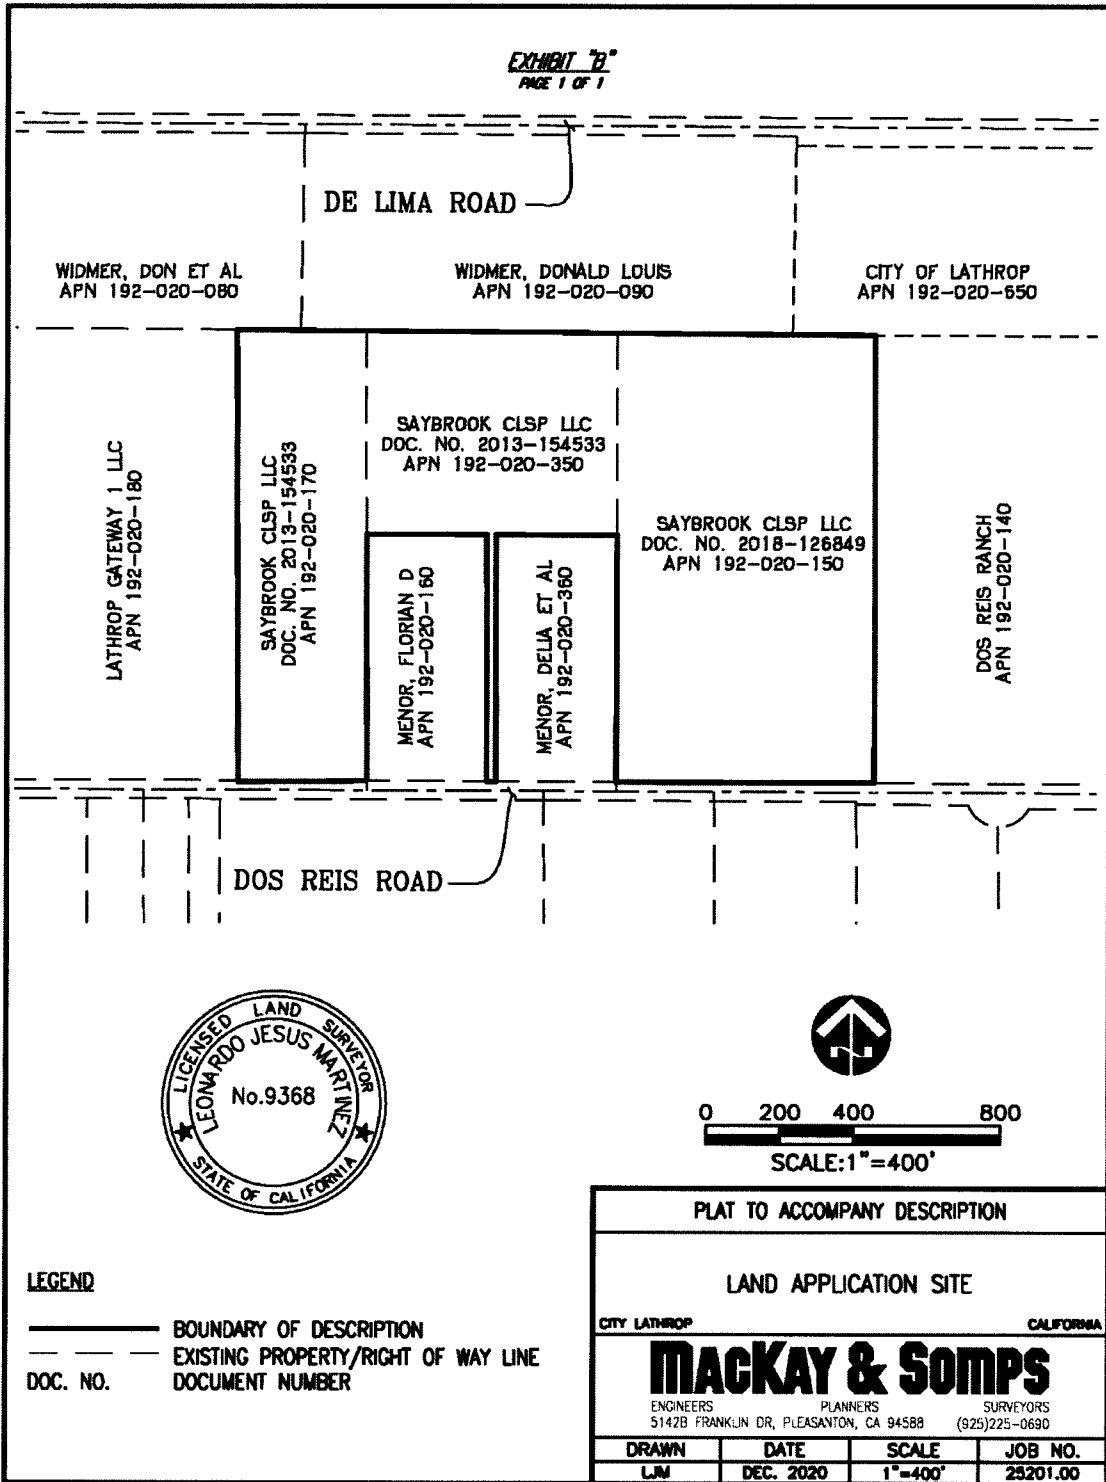 EXHIBIT "B"
PAGE 1 OF 1
DE LIMA ROAD
WIDMER, DON ET AL
APN 192-020-080
WIDMER, DONALD LOUIS
APN 192-020-090
CITY OF LATHROP
APN 192-020-650
LATHROP GATEWAY 1 LLC
APN 192-020-180
SAYBROOK CLSP LLC
DOC. NO. 2013-154533
APN 192-020-170
SAYBROOK CLSP LLC
DOC. NO. 2013-154533
APN 192-020-350
MENOR, FLORIAN D
APN 192-020-160
MENOR, DELIA ET AL
APN 192-020-360
SAYBROOK CLSP LLC
DOC. NO. 2018-126849
APN 192-020-150
DOS REIS RANCH
APN 192-020-140
DOS REIS ROAD
LICENSED LAND SURVEYOR
LEONARDO JESUS MARTINEZ
No.9368
STATE OF CALIFORNIA
N
0 200 400 800
SCALE:1"=400'
PLAT TO ACCOMPANY DESCRIPTION
LAND APPLICATION SITE
CITY LATHROP CALIFORNIA
MACKAY & SOMPS
ENGINEERS PLANNERS SURVEYORS
5142B FRANKLIN DR, PLEASANTON, CA 94588 (925)225-0690
DRAWN DATE SCALE JOB NO.
LJM DEC. 2020 1"=400' 25201.00
LEGEND
BOUNDARY OF DESCRIPTION
EXISTING PROPERTY/RIGHT OF WAY LINE
DOC. NO. DOCUMENT NUMBER